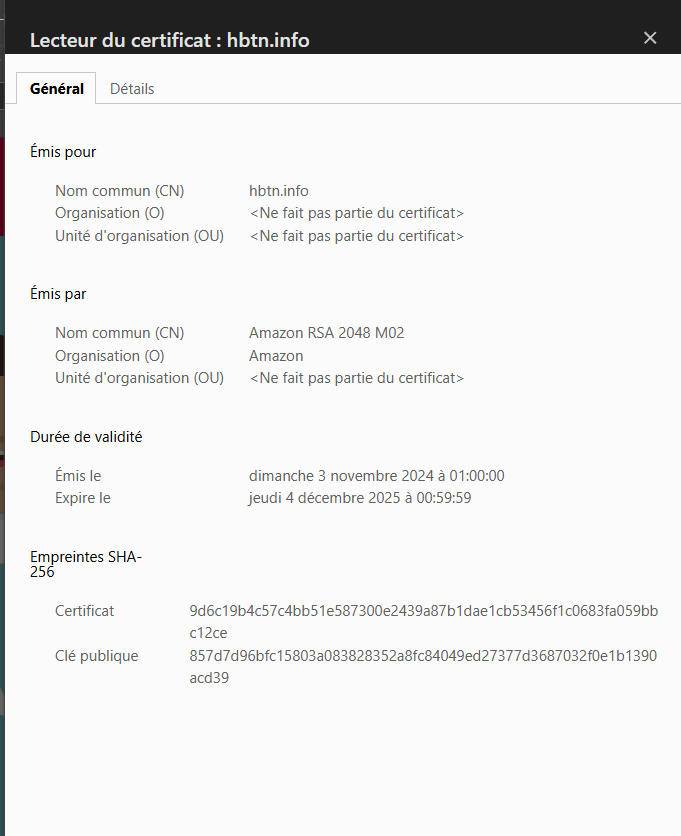 Lecteur du certificat : hbtn.info
Général
Détails
Émis pour
Nom commun (CN) hbtn.info
Organisation (O) <Ne fait pas partie du certificat>
Unité d'organisation (OU) <Ne fait pas partie du certificat>
Émis par
Nom commun (CN) Amazon RSA 2048 M02
Organisation (O) Amazon
Unité d'organisation (OU) <Ne fait pas partie du certificat>
Durée de validité
Émis le dimanche 3 novembre 2024 à 01:00:00
Expire le jeudi 4 décembre 2025 à 00:59:59
Empreintes SHA-
256
Certificat 9d6c19b4c57c4bb51e587300e2439a87b1dae1cb53456f1c0683fa059bb
c12ce
Clé publique 857d7d96bfc15803a083828352a8fc84049ed27377d3687032f0e1b1390
acd39